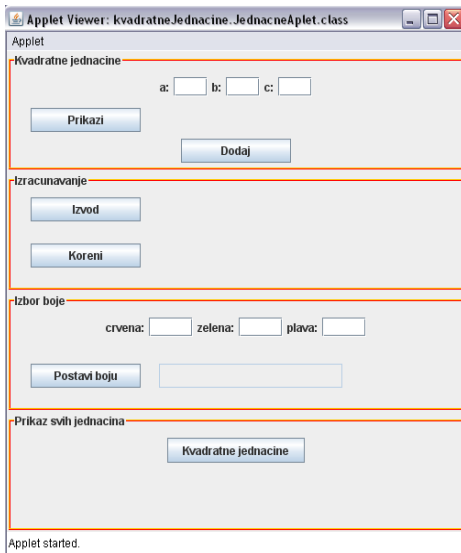 Applet Viewer: kvadratneJednacine.JednacneAplet.class
Applet
Kvadratne jednacine
a: b: c:
Prikazi
Dodaj
Izracunavanje
Izvod
Koreni
Izbor boje
crvena: zelena: plava:
Postavi boju
Prikaz svih jednacina
Kvadratne jednacine
Applet started.